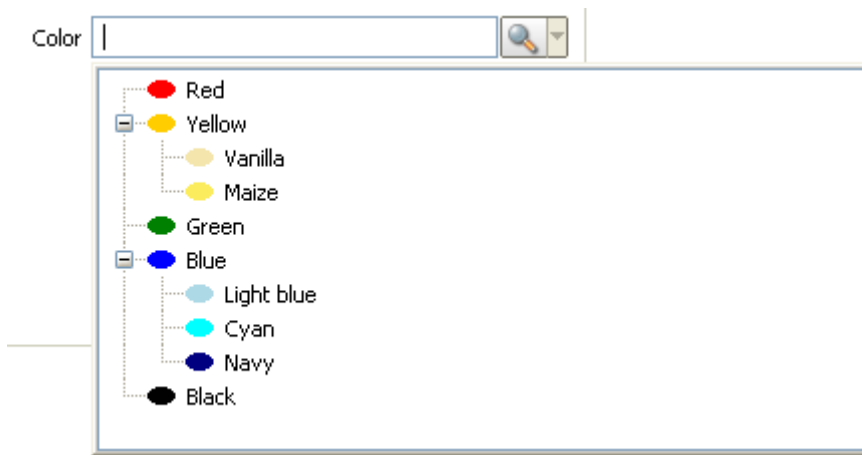 Color
Red
Yellow
Vanilla
Maize
Green
Blue
Light blue
Cyan
Navy
Black